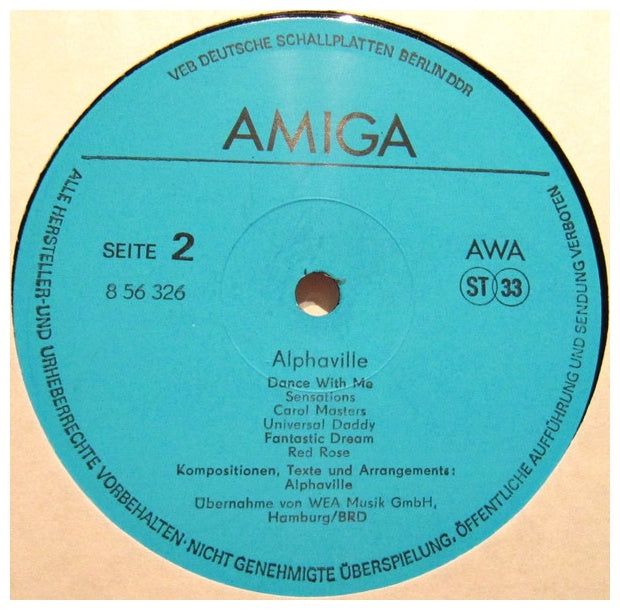 VEB DEUTSCHE SCHALLPLATTEN BERLIN DDR
AMIGA
SEITE 2
8 56 326
AWA
ST 33
Alphaville
Dance With Me
Sensations
Carol Masters
Universal Daddy
Fantastic Dream
Red Rose
Kompositionen, Texte und Arrangements:
Alphaville
Übernahme von WEA Musik GmbH,
Hamburg/BRD
ALLE HERSTELLER-UND URHEBERRECHTE VORBEHALTEN·NICHT GENEHMIGTE ÜBERSPIELUNG, ÖFFENTLICHE AUFFÜHRUNG UND SENDUNG VERBOTEN